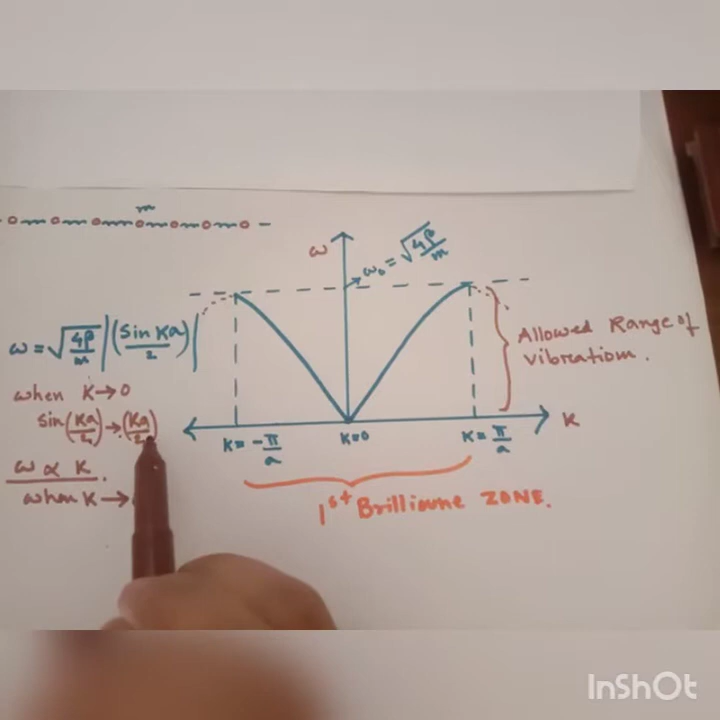 m
ω
ω₀ = √4β/m
ω = √4β/m |(Sin Ka)/2|
Allowed Range of
vibration.
when K→0
Sin(Ka/2)→(Ka/2)
K
K = -π/a
K=0
K = π/a
ω ∝ K.
when K→
1st Brillioune ZONE.
InShOt